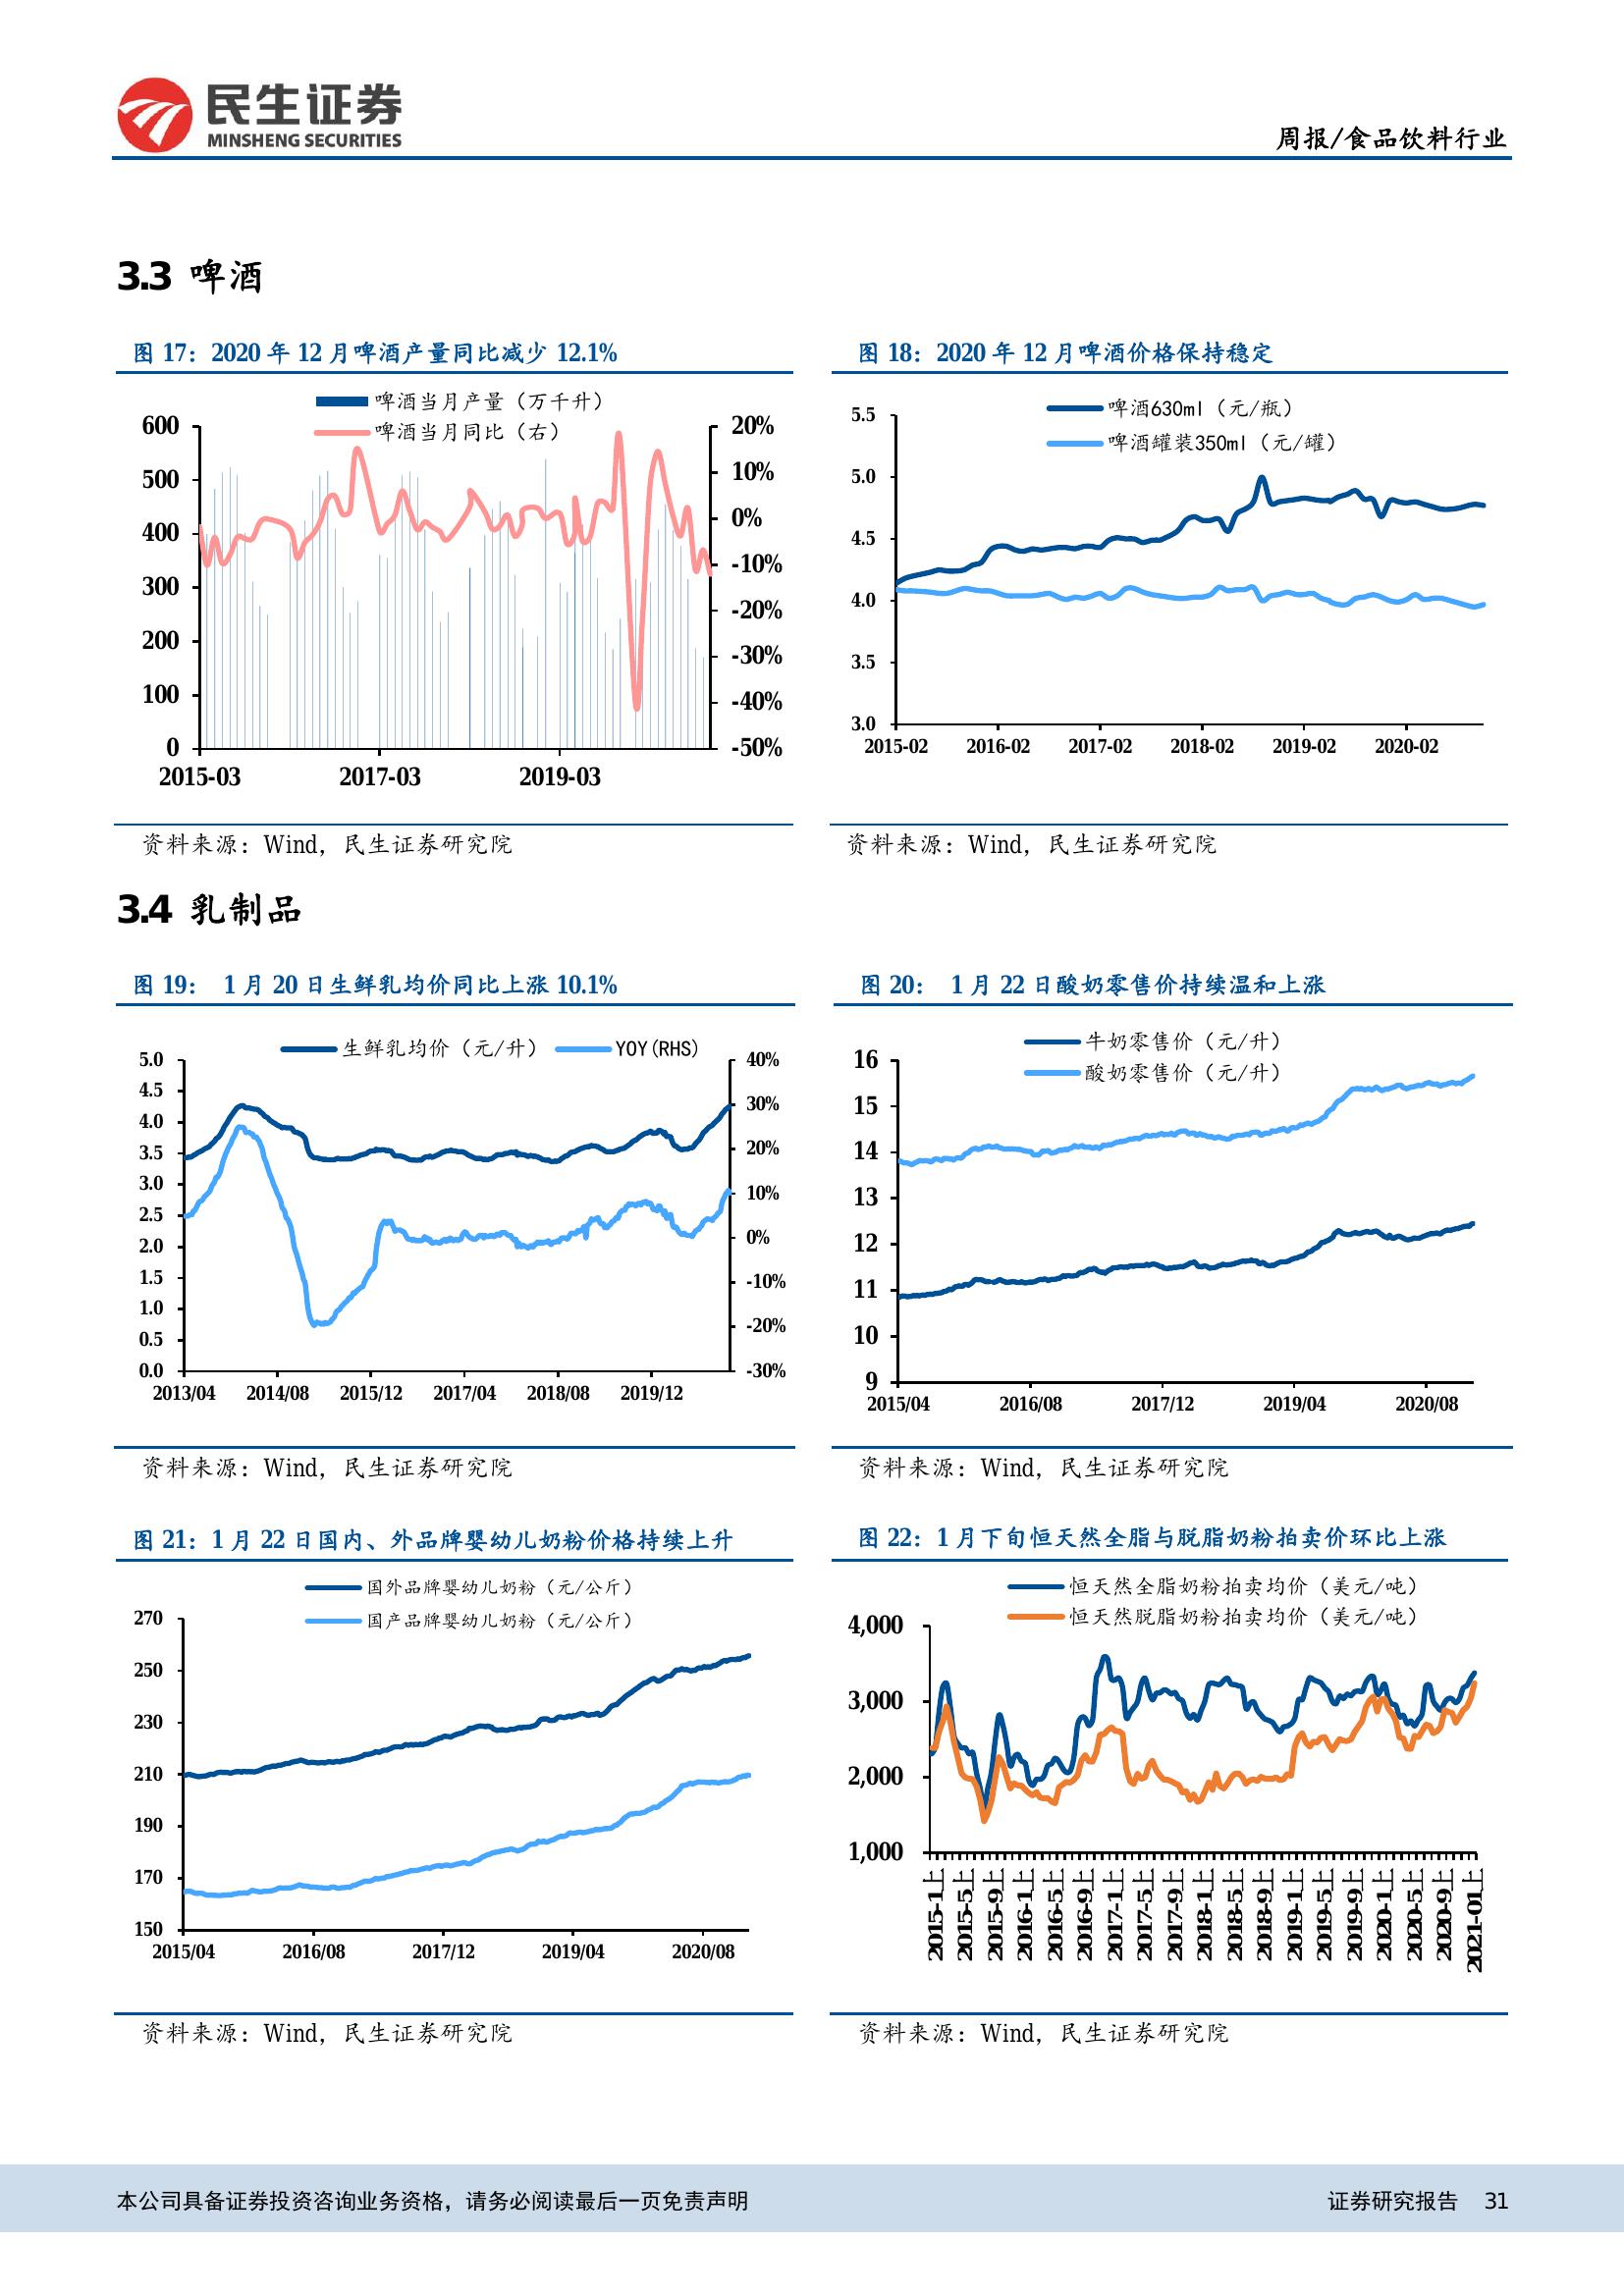 民生证券
MINSHENG SECURITIES
周报/食品饮料行业
3.3 啤酒
图 17：2020 年 12 月啤酒产量同比减少 12.1%
啤酒当月产量（万千升）
啤酒当月同比（右）
600
500
400
300
200
100
0
20%
10%
0%
-10%
-20%
-30%
-40%
-50%
2015-03 2017-03 2019-03
资料来源：Wind，民生证券研究院
图 18：2020 年 12 月啤酒价格保持稳定
啤酒630ml（元/瓶）
啤酒罐装350ml（元/罐）
5.5
5.0
4.5
4.0
3.5
3.0
2015-02 2016-02 2017-02 2018-02 2019-02 2020-02
资料来源：Wind，民生证券研究院
3.4 乳制品
图 19： 1 月 20 日生鲜乳均价同比上涨 10.1%
生鲜乳均价（元/升） YOY(RHS)
5.0
4.5
4.0
3.5
3.0
2.5
2.0
1.5
1.0
0.5
0.0
40%
30%
20%
10%
0%
-10%
-20%
-30%
2013/04 2014/08 2015/12 2017/04 2018/08 2019/12
资料来源：Wind，民生证券研究院
图 20： 1 月 22 日酸奶零售价持续温和上涨
牛奶零售价（元/升）
酸奶零售价（元/升）
16
15
14
13
12
11
10
9
2015/04 2016/08 2017/12 2019/04 2020/08
资料来源：Wind，民生证券研究院
图 21：1 月 22 日国内、外品牌婴幼儿奶粉价格持续上升
国外品牌婴幼儿奶粉（元/公斤）
国产品牌婴幼儿奶粉（元/公斤）
270
250
230
210
190
170
150
2015/04 2016/08 2017/12 2019/04 2020/08
资料来源：Wind，民生证券研究院
图 22：1 月下旬恒天然全脂与脱脂奶粉拍卖价环比上涨
恒天然全脂奶粉拍卖均价（美元/吨）
恒天然脱脂奶粉拍卖均价（美元/吨）
4,000
3,000
2,000
1,000
2015-1上 2015-5上 2015-9上 2016-1上 2016-5上 2016-9上 2017-1上 2017-5上 2017-9上 2018-1上 2018-5上 2018-9上 2019-1上 2019-5上 2019-9上 2020-1上 2020-5上 2020-9上 2021-01上
资料来源：Wind，民生证券研究院
本公司具备证券投资咨询业务资格，请务必阅读最后一页免责声明
证券研究报告 31